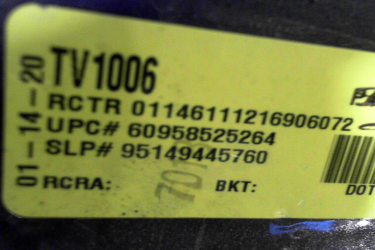 TV1006
RCTR 01146111216906072
UPC# 60958525264
SLP# 95149445760
RCRA: BKT: DOT
01-14-20